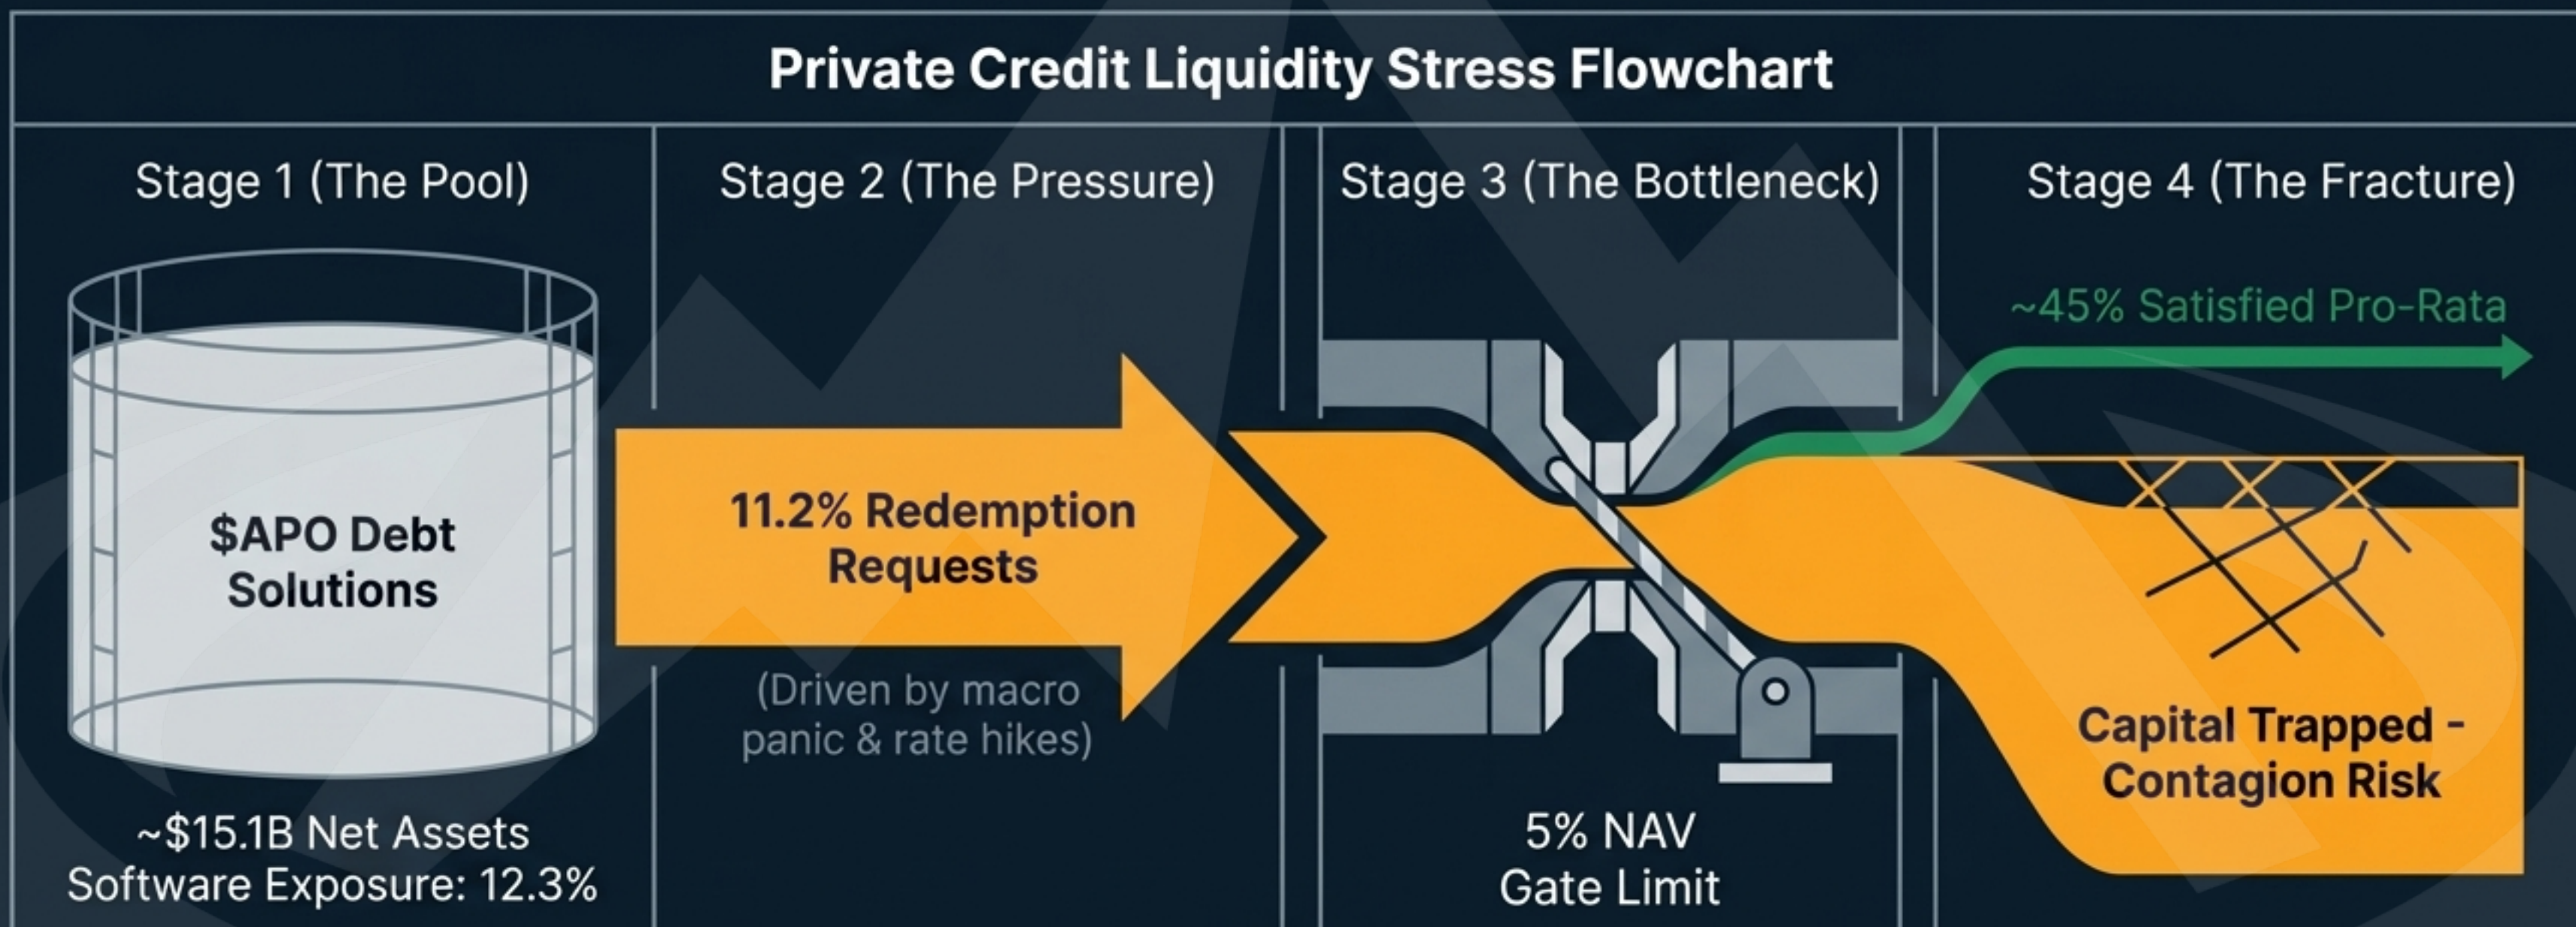 Private Credit Liquidity Stress Flowchart
Stage 1 (The Pool)
Stage 2 (The Pressure)
Stage 3 (The Bottleneck)
Stage 4 (The Fracture)
$APO Debt
Solutions
~$15.1B Net Assets
Software Exposure: 12.3%
11.2% Redemption
Requests
(Driven by macro
panic & rate hikes)
5% NAV
Gate Limit
~45% Satisfied Pro-Rata
Capital Trapped -
Contagion Risk